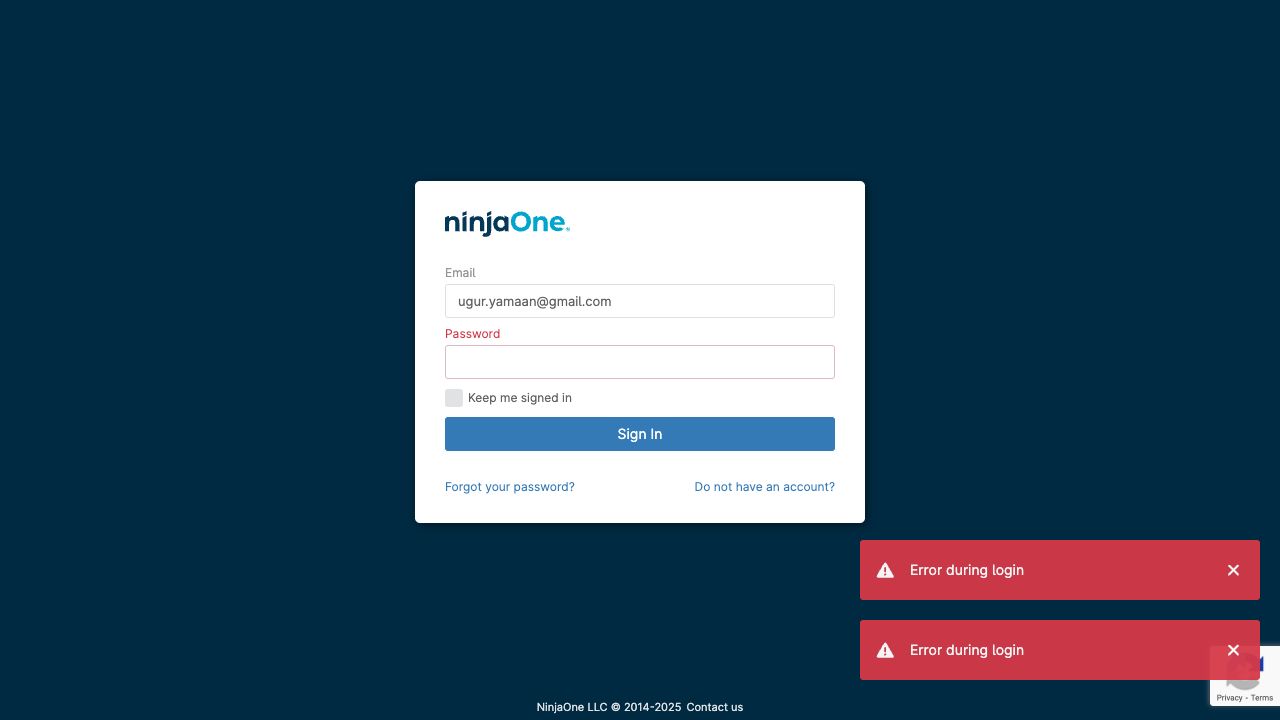 ninjaOne®
Email
ugur.yamaan@gmail.com
Password
Keep me signed in
Sign In
Forgot your password?
Do not have an account?
Error during login
Error during login
Privacy - Terms
NinjaOne LLC © 2014-2025 Contact us